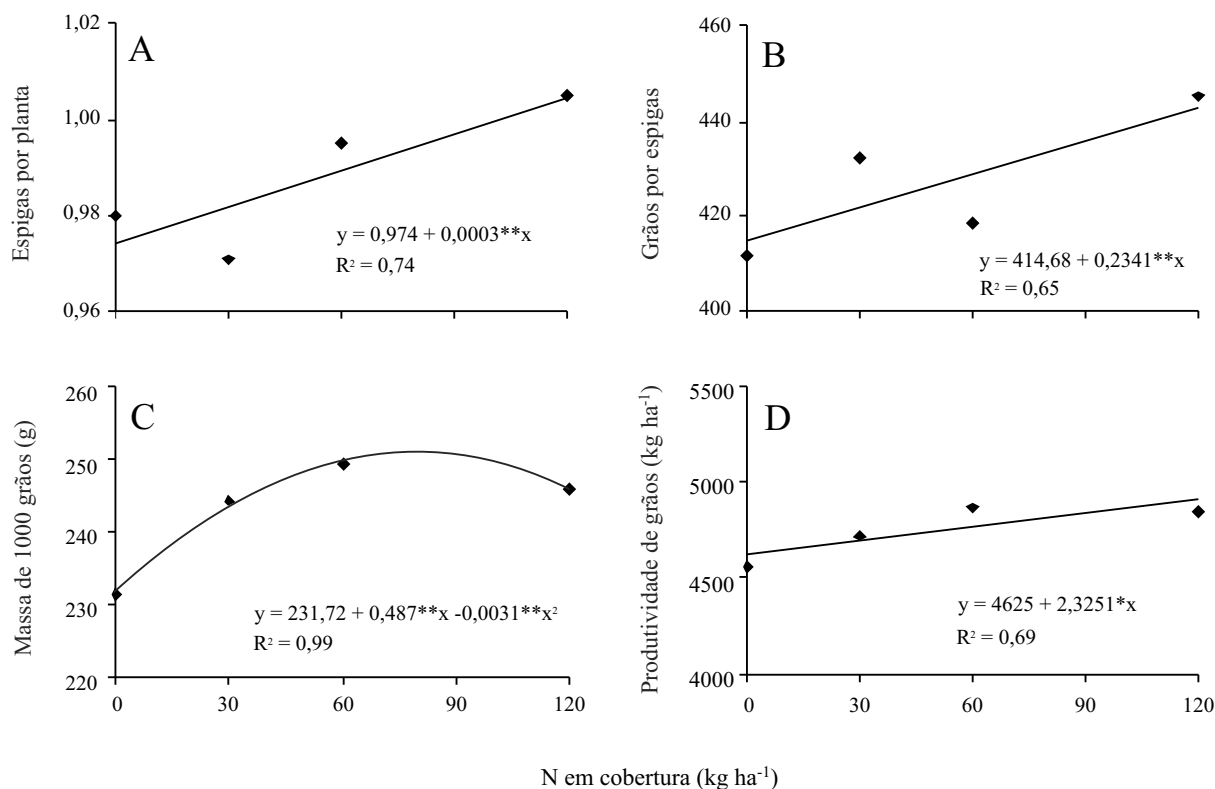 A
Espigas por planta
1,02
1,00
0,98
0,96
y = 0,974 + 0,0003**x
R² = 0,74
B
Grãos por espigas
460
440
420
400
y = 414,68 + 0,2341**x
R² = 0,65
C
Massa de 1000 grãos (g)
260
250
240
230
220
y = 231,72 + 0,487**x -0,0031**x²
R² = 0,99
0 30 60 90 120
D
Produtividade de grãos (kg ha⁻¹)
5500
5000
4500
4000
y = 4625 + 2,3251*x
R² = 0,69
0 30 60 90 120
N em cobertura (kg ha⁻¹)